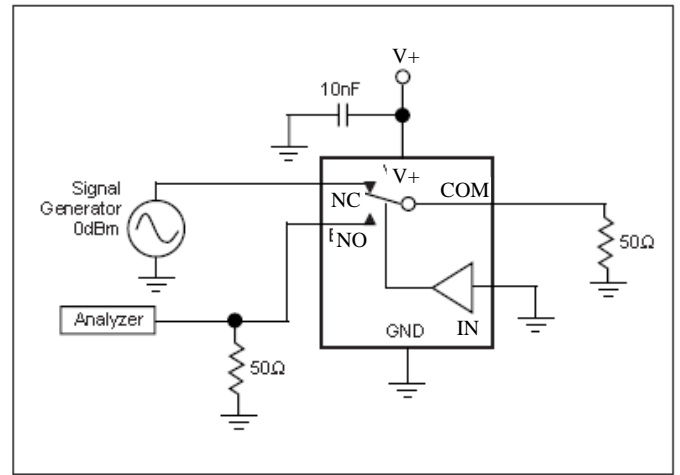 V+
10nF
V+
Signal
Generator
0dBm
NC
COM
NO
50Ω
Analyzer
GND
IN
50Ω